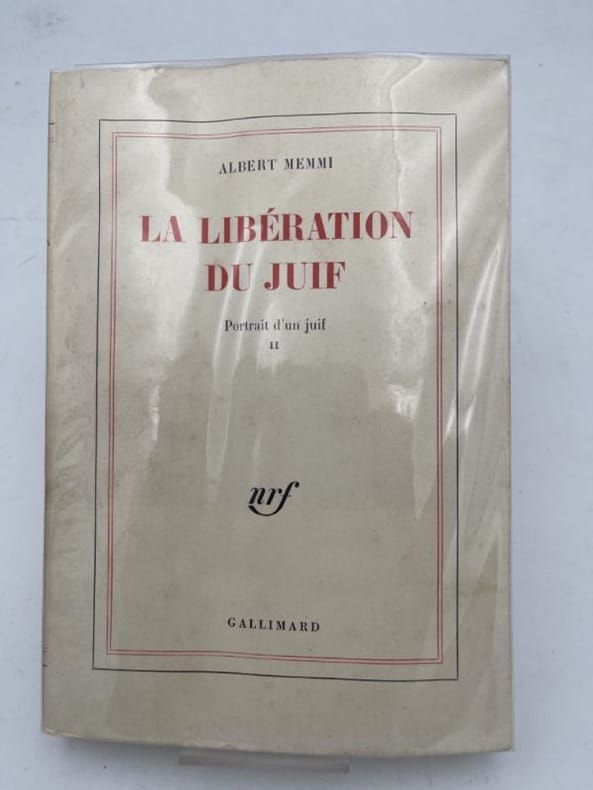 ALBERT MEMMI
LA LIBÉRATION
DU JUIF
Portrait d'un juif
II
nrf
GALLIMARD